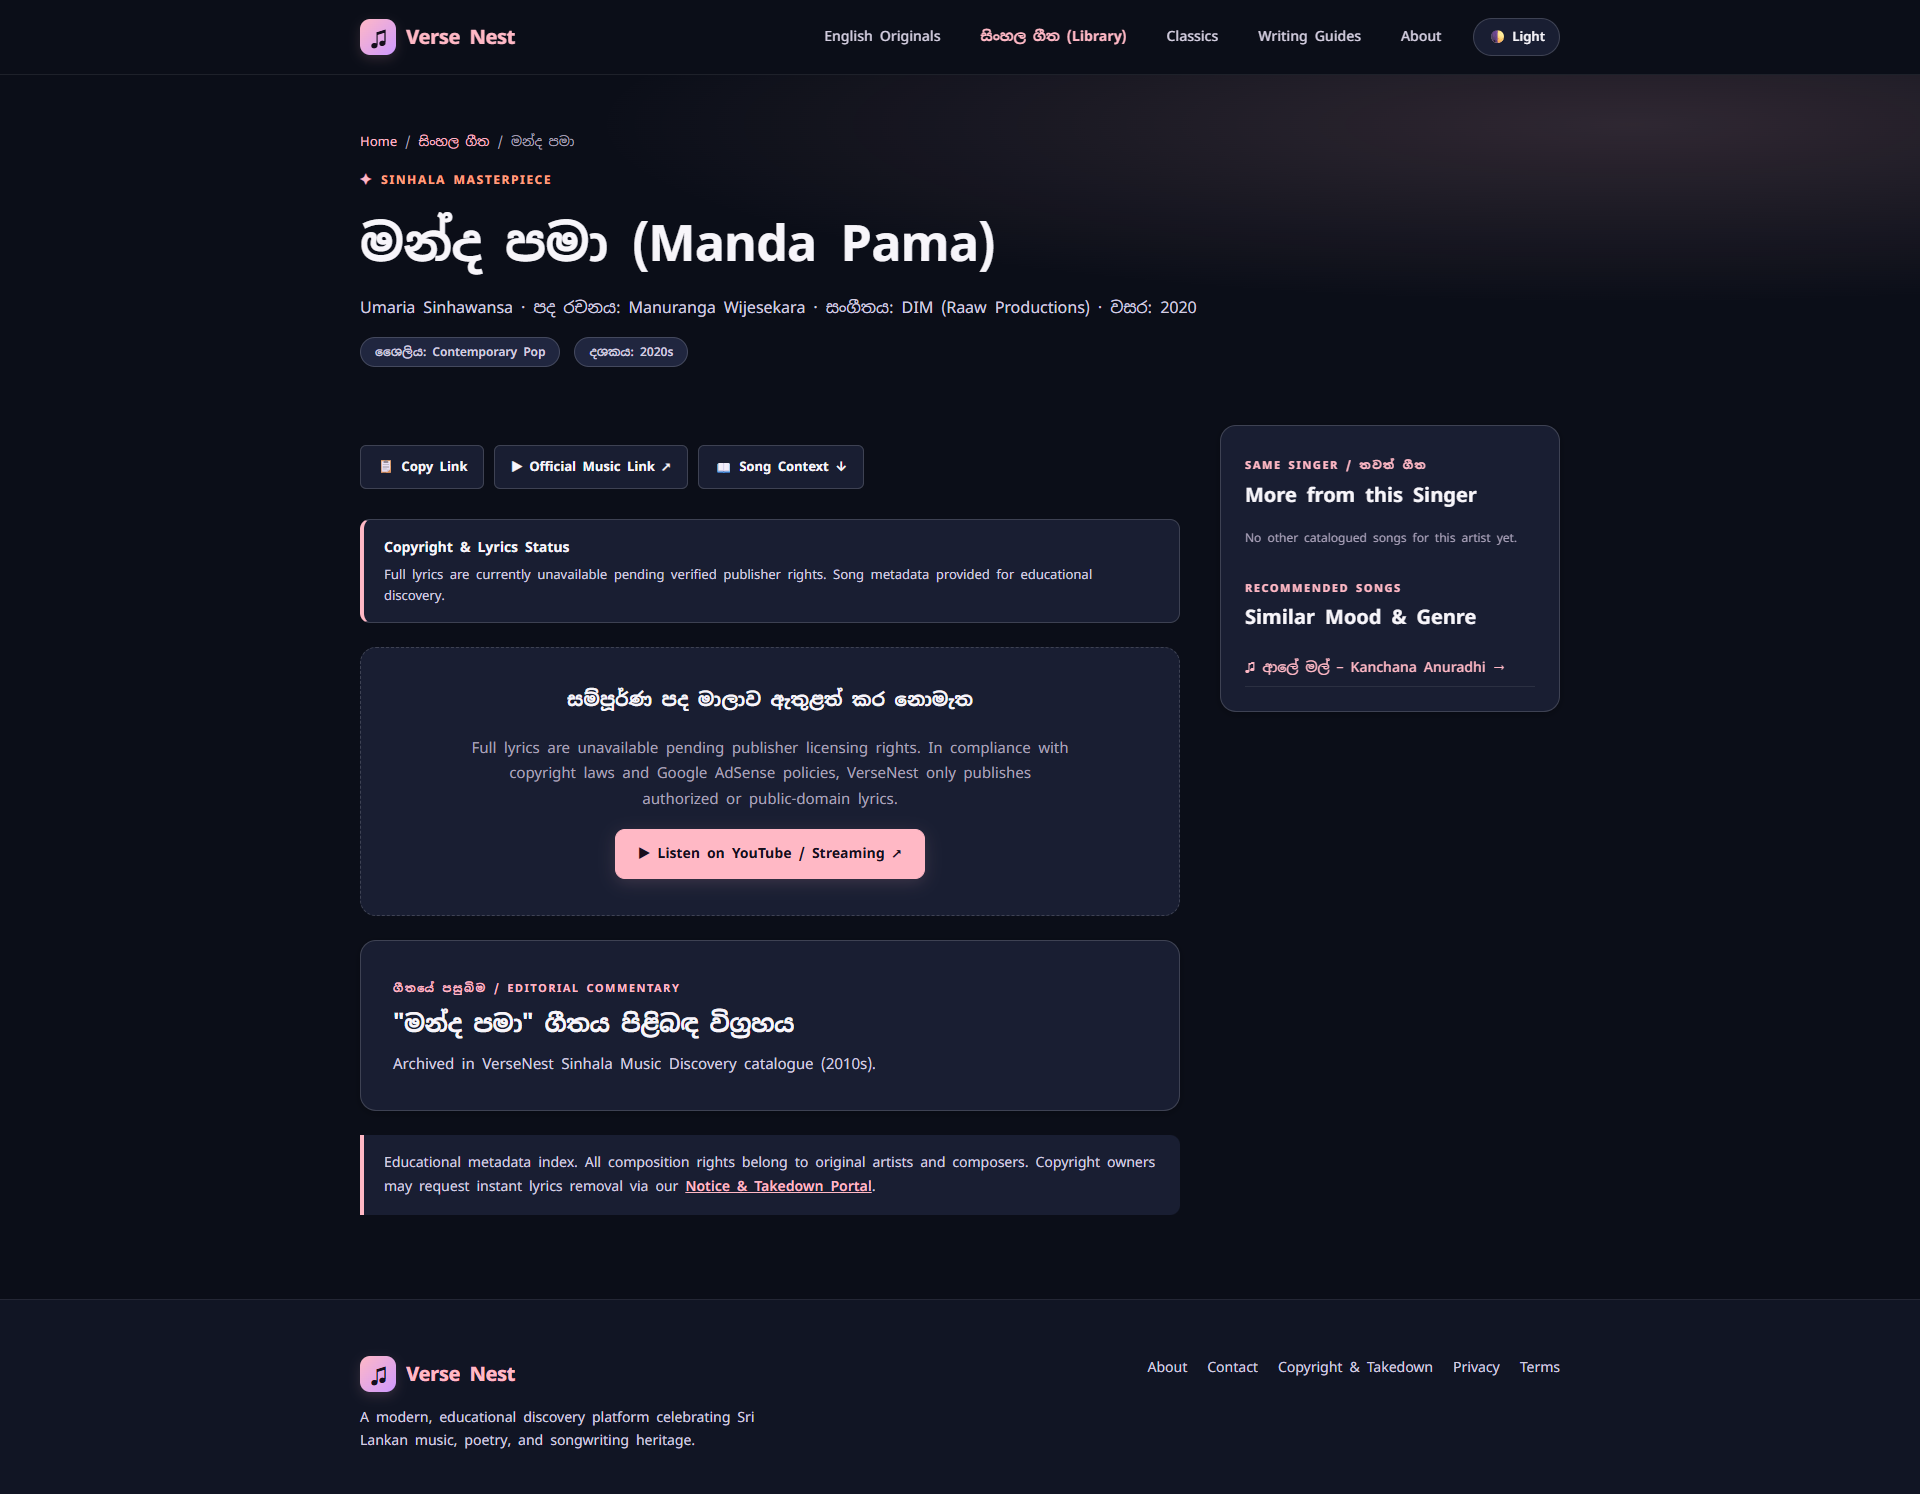 Verse Nest
English Originals
සිංහල ගීත (Library)
Classics
Writing Guides
About
Light
Home / සිංහල ගීත / මන්ද පමා
SINHALA MASTERPIECE
මන්ද පමා (Manda Pama)
Umaria Sinhawansa · පද රචනය: Manuranga Wijesekara · සංගීතය: DIM (Raaw Productions) · වසර: 2020
ශෛලිය: Contemporary Pop
දශකය: 2020s
Copy Link
Official Music Link ↗
Song Context ↓
Copyright & Lyrics Status
Full lyrics are currently unavailable pending verified publisher rights. Song metadata provided for educational
discovery.
සම්පූර්ණ පද මාලාව ඇතුළත් කර නොමැත
Full lyrics are unavailable pending publisher licensing rights. In compliance with
copyright laws and Google AdSense policies, VerseNest only publishes
authorized or public-domain lyrics.
▶ Listen on YouTube / Streaming ↗
ගීතයේ පසුබිම / EDITORIAL COMMENTARY
"මන්ද පමා" ගීතය පිළිබඳ විග්‍රහය
Archived in VerseNest Sinhala Music Discovery catalogue (2010s).
Educational metadata index. All composition rights belong to original artists and composers. Copyright owners
may request instant lyrics removal via our Notice & Takedown Portal.
SAME SINGER / තවත් ගීත
More from this Singer
No other catalogued songs for this artist yet.
RECOMMENDED SONGS
Similar Mood & Genre
♫ ආලේ මල් – Kanchana Anuradhi →
Verse Nest
A modern, educational discovery platform celebrating Sri
Lankan music, poetry, and songwriting heritage.
About
Contact
Copyright & Takedown
Privacy
Terms